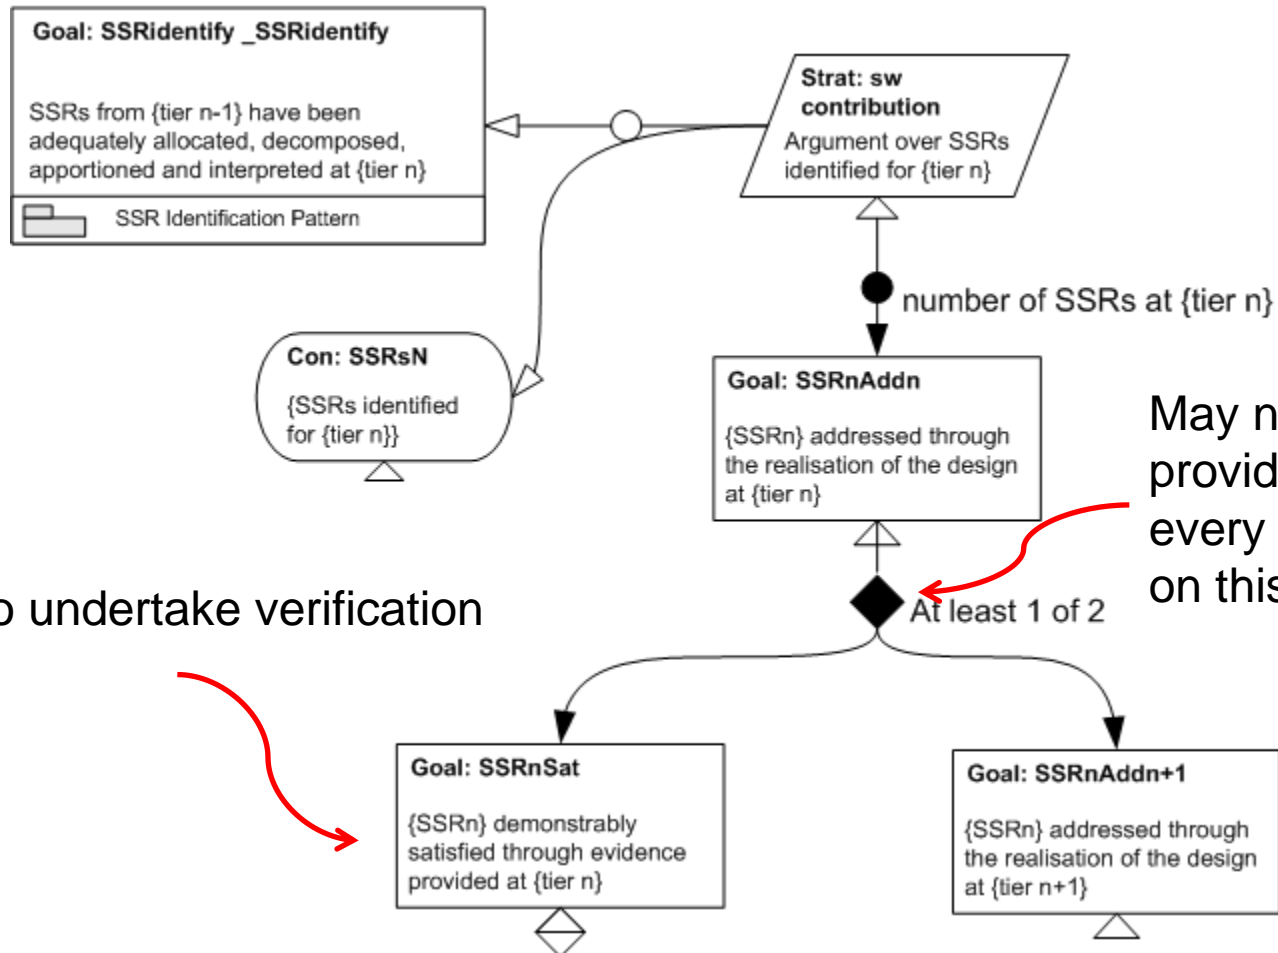 Goal: SSRidentify _SSRidentify
SSRs from {tier n-1} have been
adequately allocated, decomposed,
apportioned and interpreted at {tier n}
SSR Identification Pattern
Strat: sw
contribution
Argument over SSRs
identified for {tier n}
number of SSRs at {tier n}
Con: SSRsN
{SSRs identified
for {tier n}}
Goal: SSRnAddn
{SSRn} addressed through
the realisation of the design
at {tier n}
May n
provid
every
on this
At least 1 of 2
o undertake verification
Goal: SSRnSat
{SSRn} demonstrably
satisfied through evidence
provided at {tier n}
Goal: SSRnAddn+1
{SSRn} addressed through
the realisation of the design
at {tier n+1}